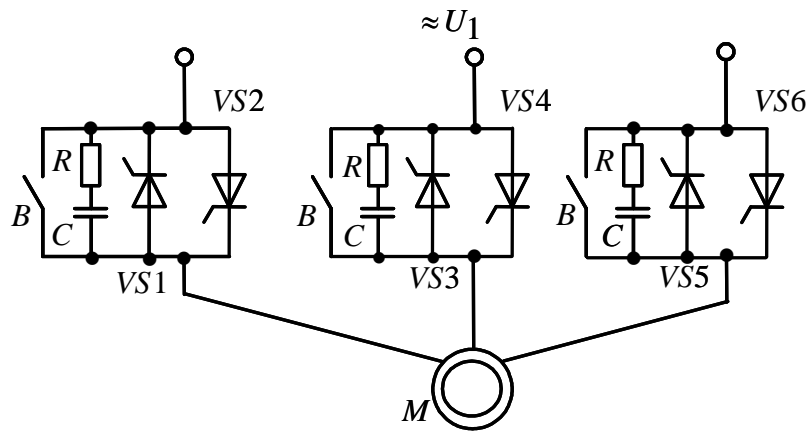 ≈U1
VS2 VS4 VS6
R R R
B C B C B C
VS1 VS3 VS5
M